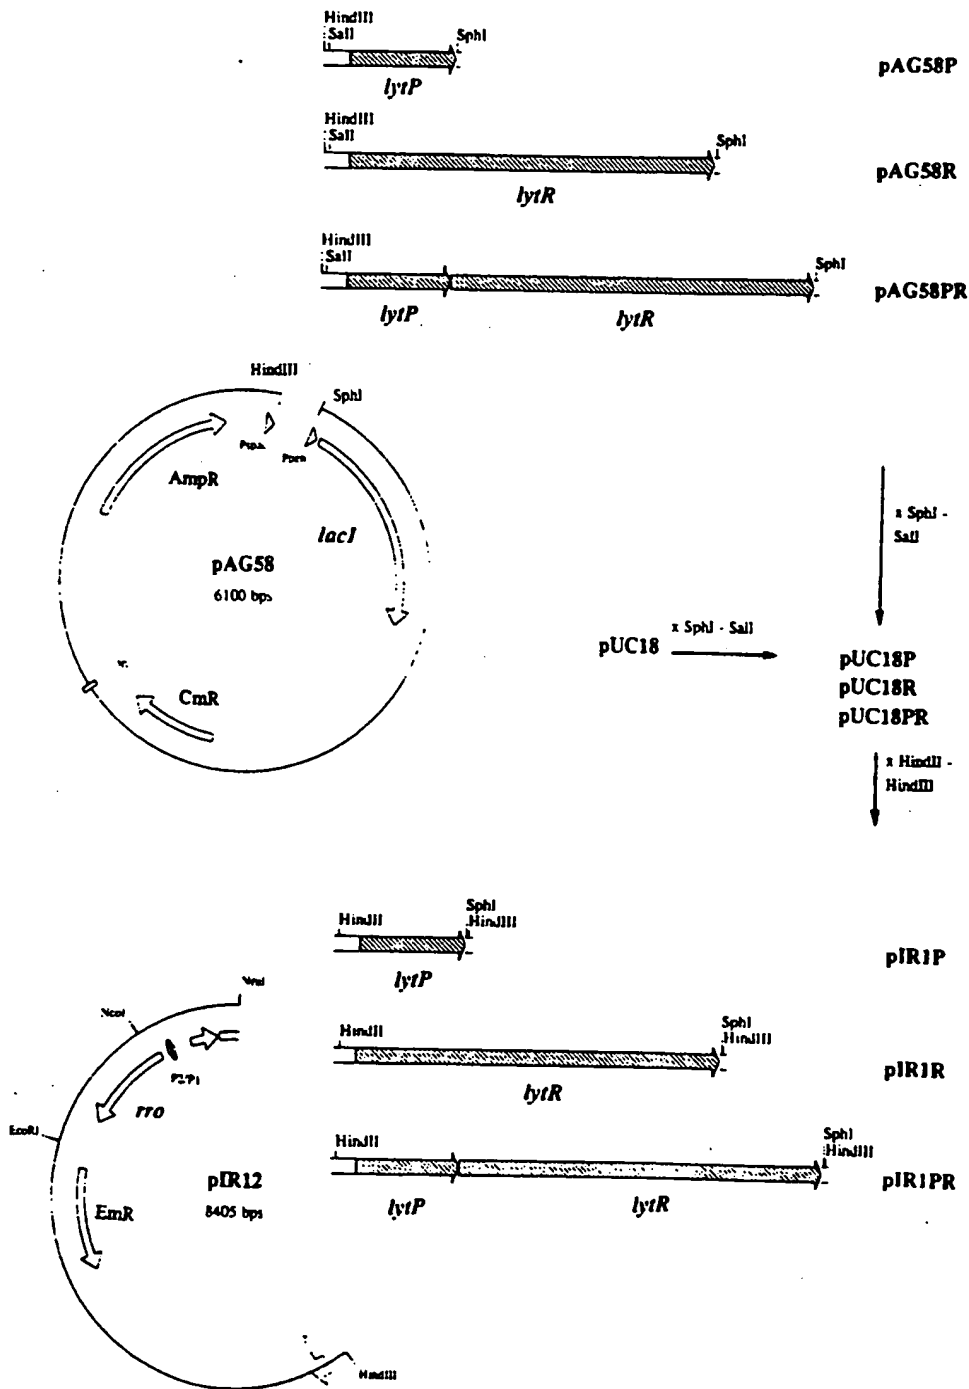 HindIII
SalI
SphI
lytP
pAG58P
HindIII
SalI
SphI
lytR
pAG58R
HindIII
SalI
SphI
lytP
lytR
pAG58PR
HindIII
SphI
AmpR
lacI
pAG58
6100 bps
CmR
x SphI -
SalI
pUC18
x SphI - SalI
pUC18P
pUC18R
pUC18PR
x HindII -
HindIII
HindII
SphI
HindIII
lytP
pIR1P
NcoI
P2/P1
rro
EcoRI
HindII
SphI
HindIII
lytR
pIR1R
HindII
SphI
HindIII
lytP
lytR
pIR1PR
pIR12
8405 bps
EmR
HindIII